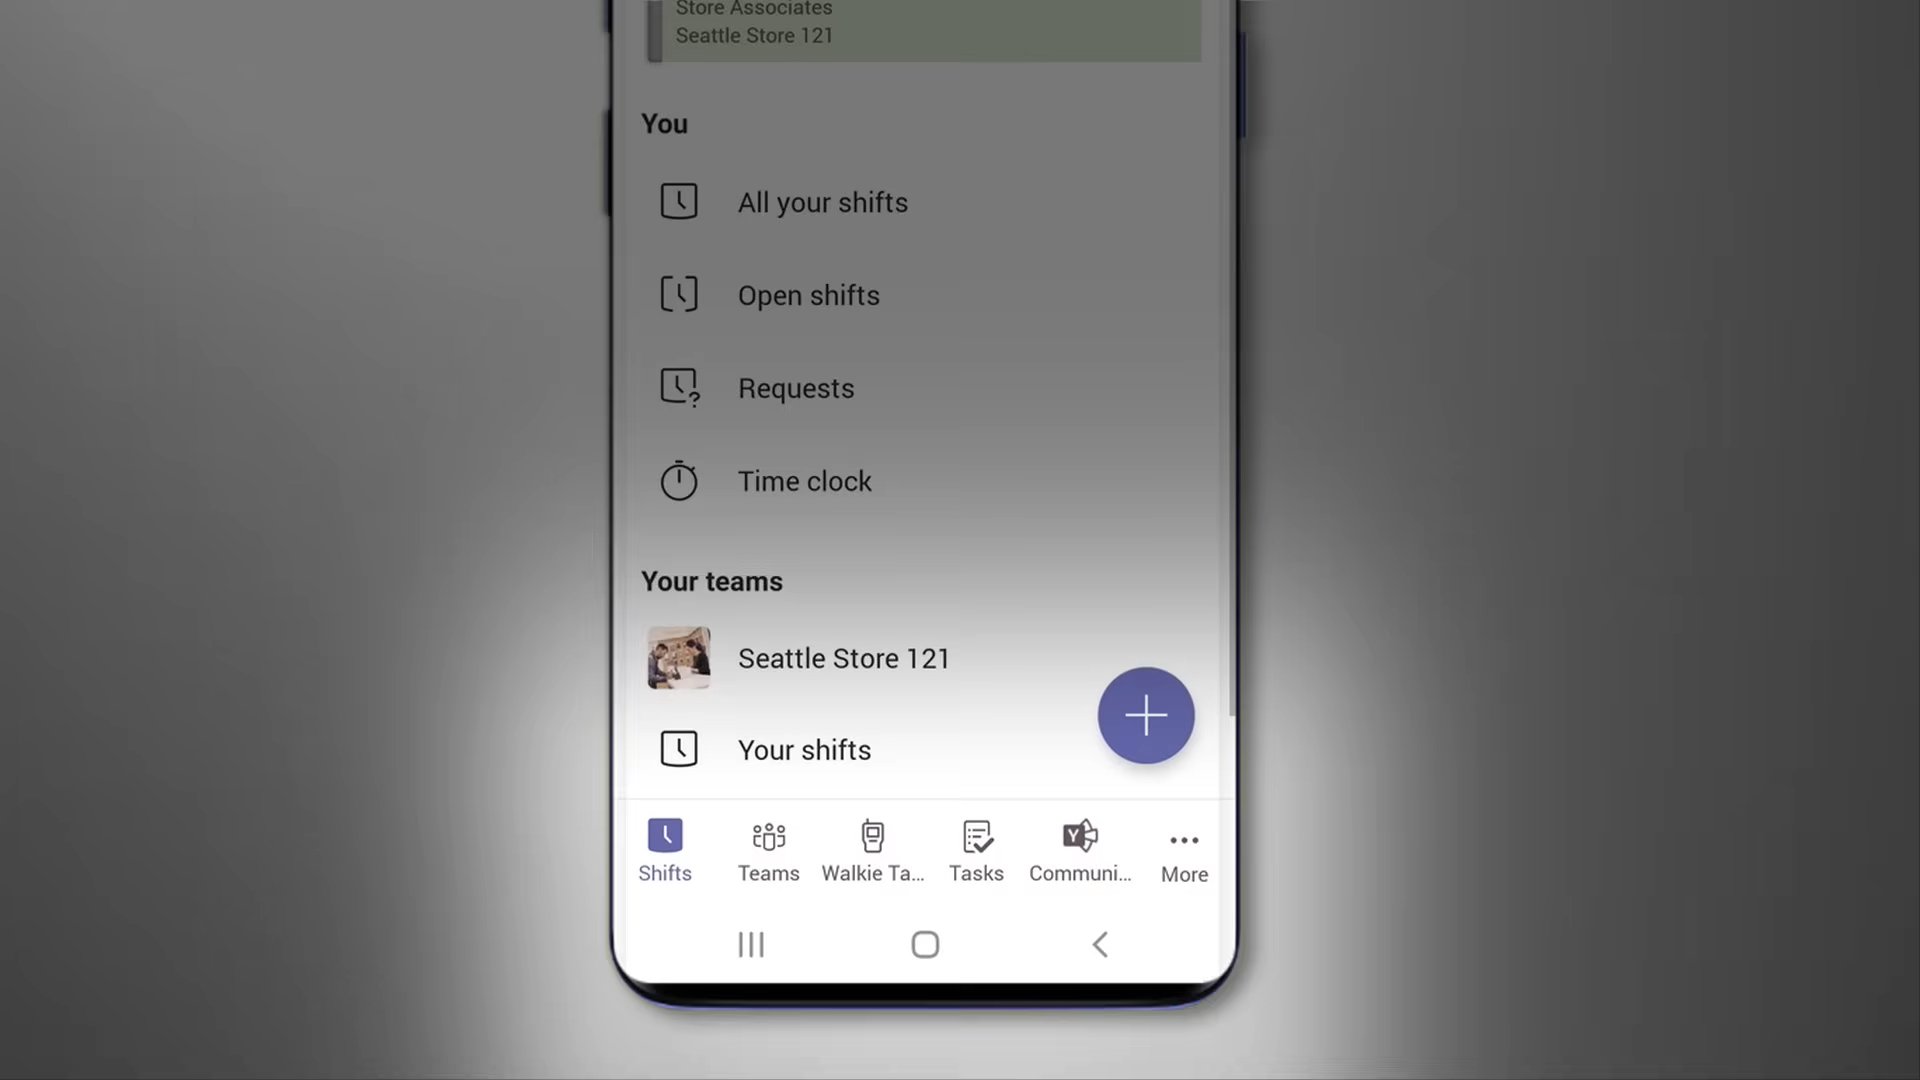 Store Associates
Seattle Store 121
You
All your shifts
Open shifts
Requests
Time clock
Your teams
Seattle Store 121
Your shifts
Shifts
Teams
Walkie Ta...
Tasks
Y
Communi...
More